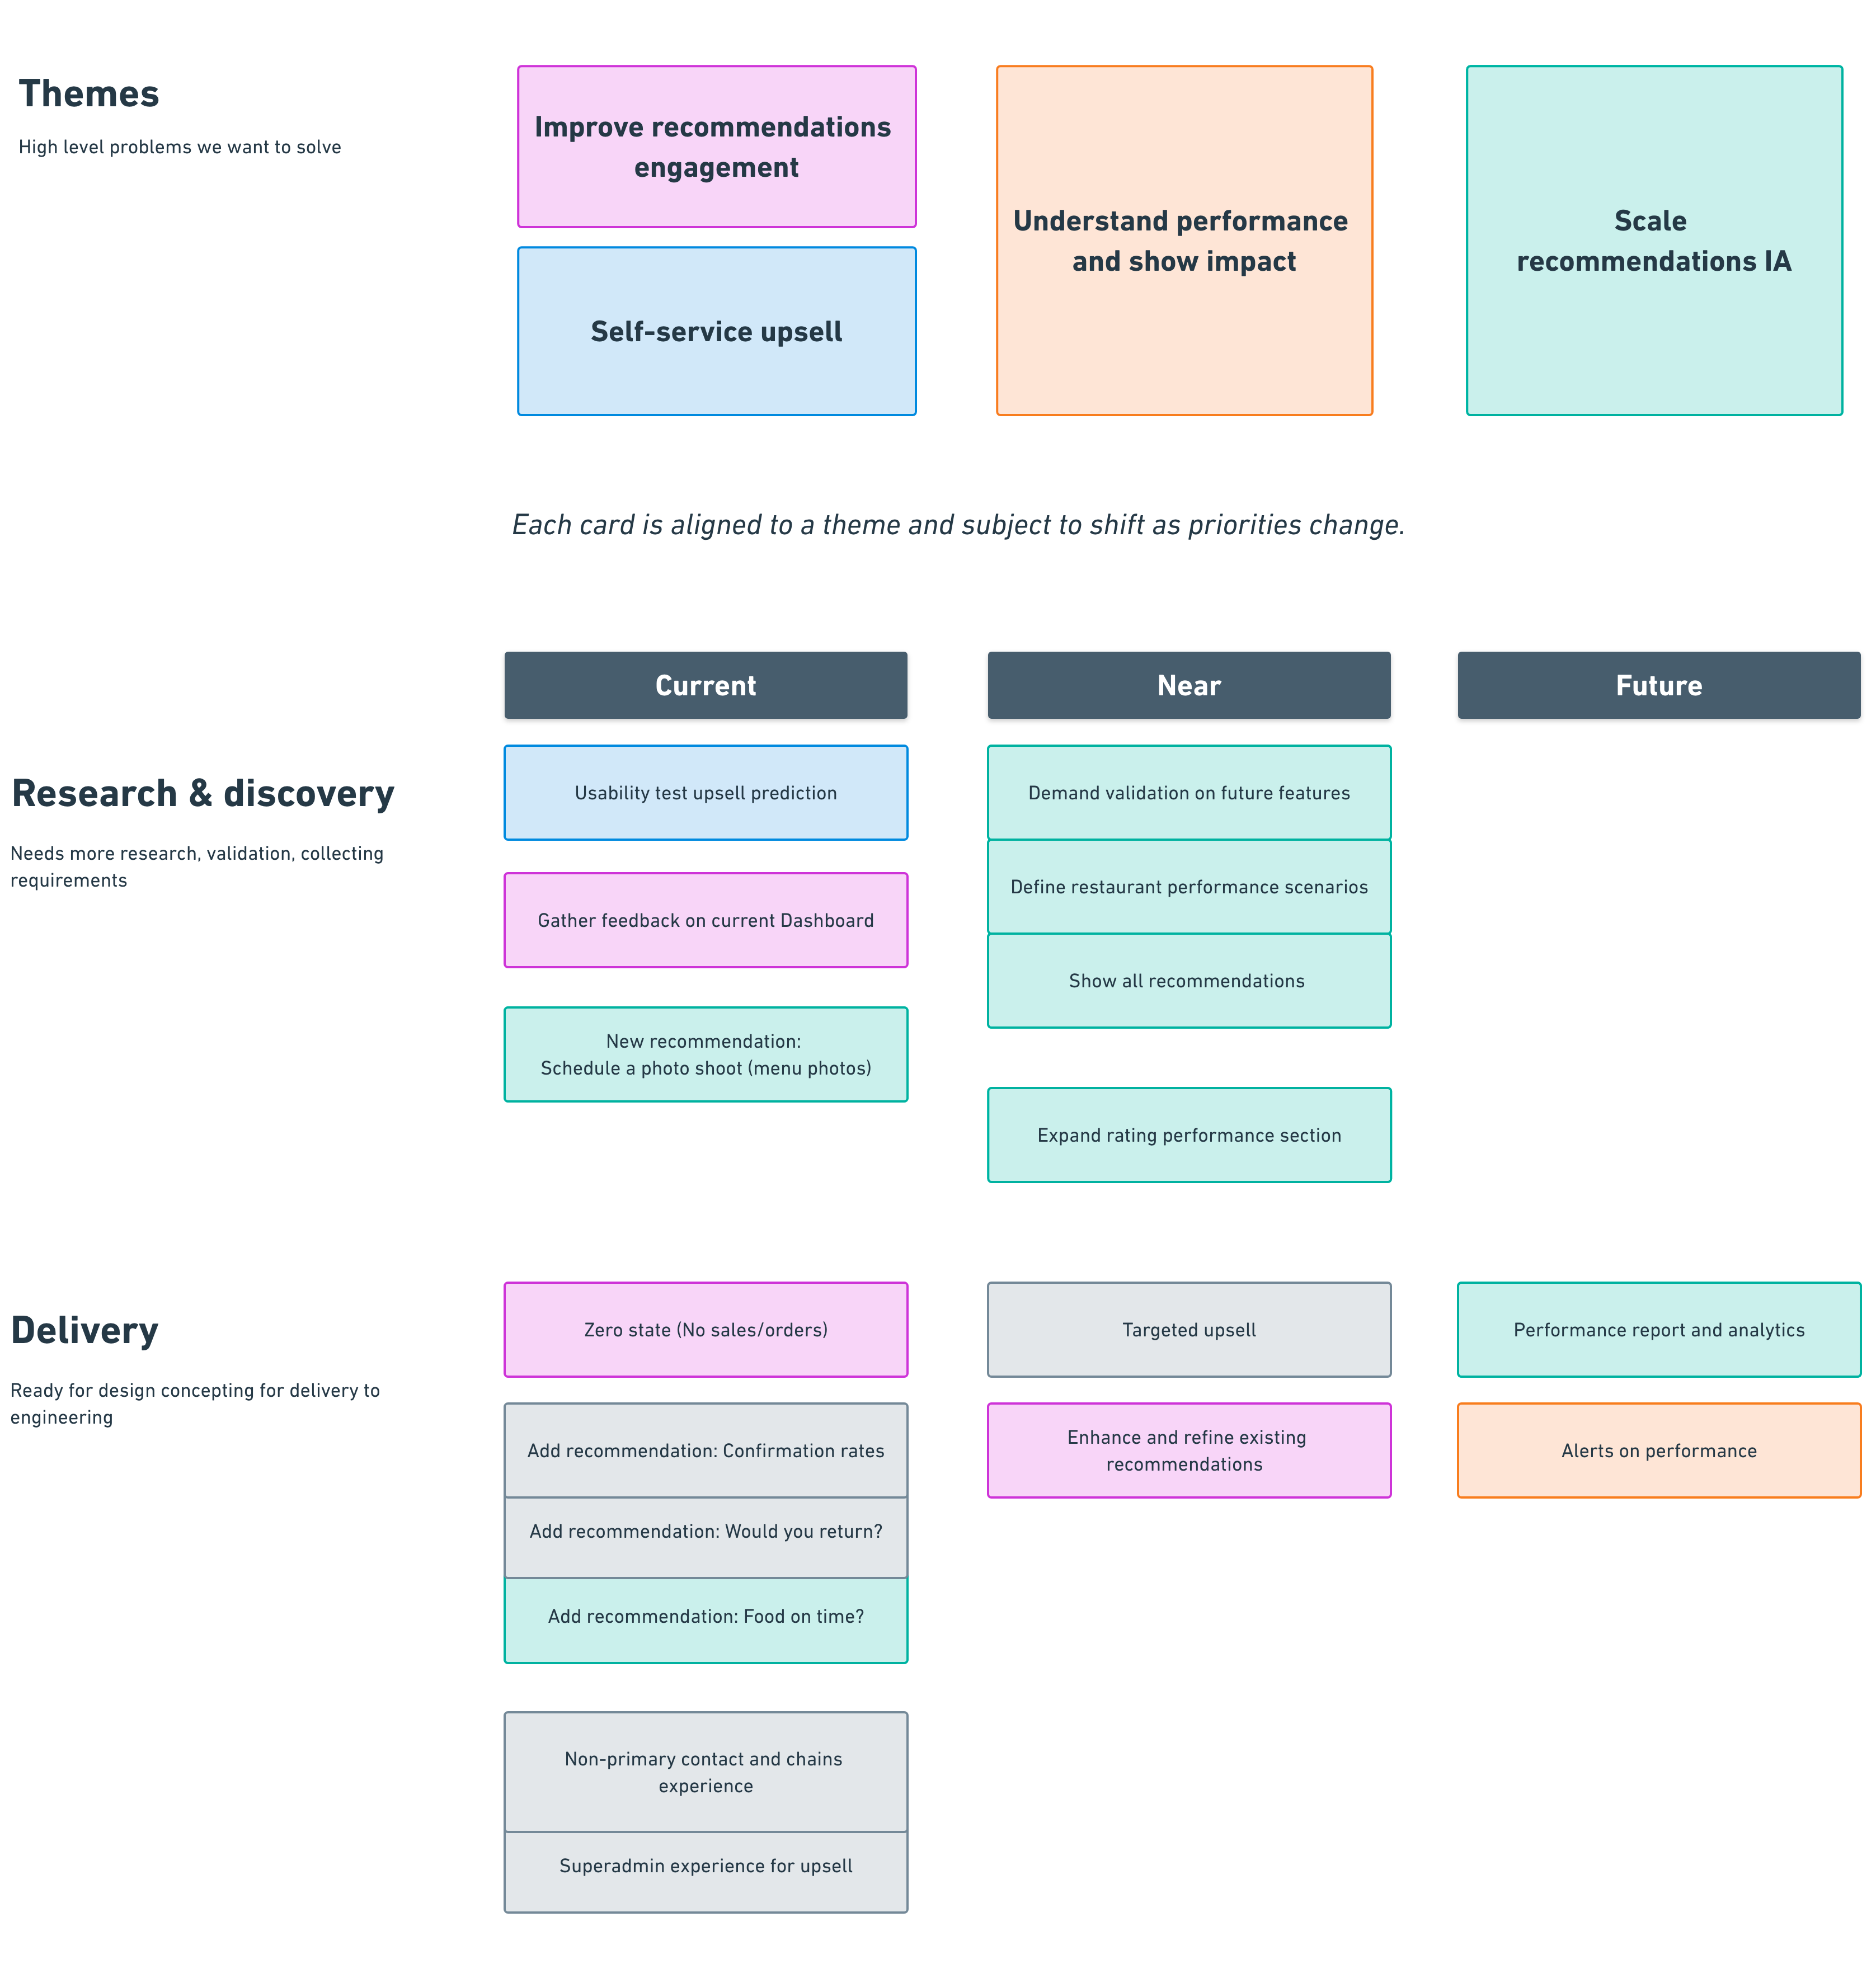 Themes
High level problems we want to solve
Improve recommendations
engagement
Self-service upsell
Understand performance
and show impact
Scale
recommendations IA
Each card is aligned to a theme and subject to shift as priorities change.
Current
Near
Future
Research & discovery
Needs more research, validation, collecting
requirements
Usability test upsell prediction
Gather feedback on current Dashboard
New recommendation:
Schedule a photo shoot (menu photos)
Demand validation on future features
Define restaurant performance scenarios
Show all recommendations
Expand rating performance section
Delivery
Ready for design concepting for delivery to
engineering
Zero state (No sales/orders)
Add recommendation: Confirmation rates
Add recommendation: Would you return?
Add recommendation: Food on time?
Non-primary contact and chains
experience
Superadmin experience for upsell
Targeted upsell
Enhance and refine existing
recommendations
Performance report and analytics
Alerts on performance